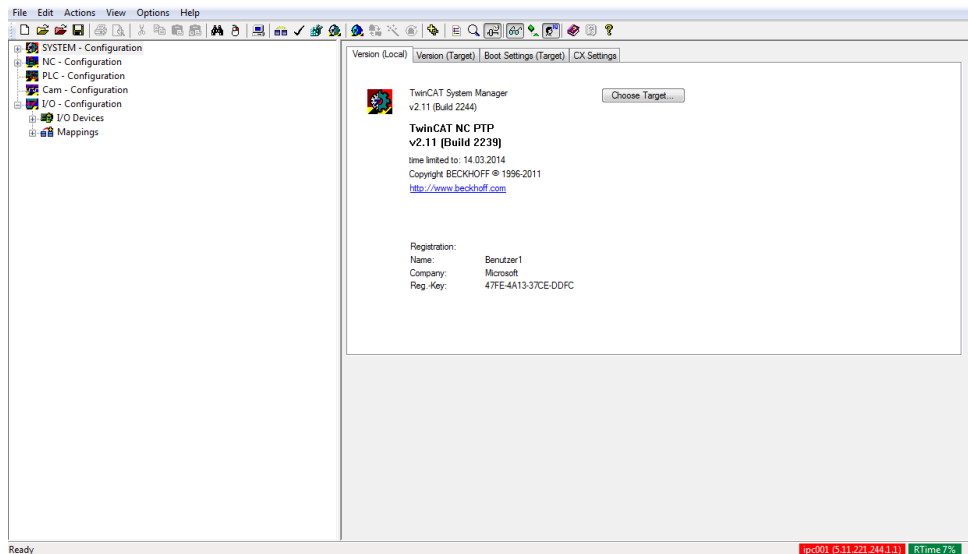 File Edit Actions View Options Help
SYSTEM - Configuration
NC - Configuration
PLC - Configuration
Cam - Configuration
I/O - Configuration
I/O Devices
Mappings
Version (Local) Version (Target) Boot Settings (Target) CX Settings
TwinCAT System Manager
v2.11 (Build 2244)
Choose Target...
TwinCAT NC PTP
v2.11 (Build 2239)
time limited to: 14.03.2014
Copyright BECKHOFF © 1996-2011
http://www.beckhoff.com
Registration:
Name: Benutzer1
Company: Microsoft
Reg.-Key: 47FE-4A13-37CE-DDFC
Ready
ipc001 (5.11.221.244.1.1) RTime 7%